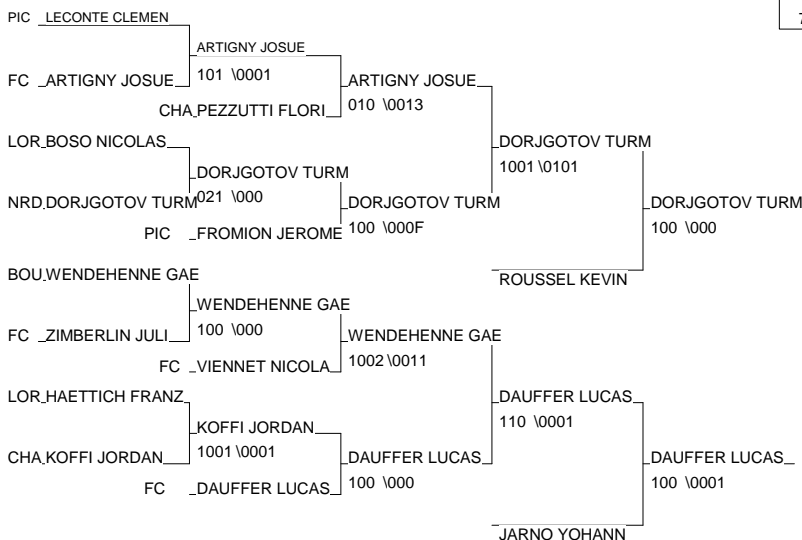 PIC LECONTE CLEMEN
7
ARTIGNY JOSUE
FC ARTIGNY JOSUE 101 \0001 ARTIGNY JOSUE
CHA PEZZUTTI FLORI 010 \0013
LOR BOSO NICOLAS DORJGOTOV TURM
1001 \0101
DORJGOTOV TURM
NRD DORJGOTOV TURM 021 \000 DORJGOTOV TURM DORJGOTOV TURM
PIC FROMION JEROME 100 \000F 100 \000
BOU WENDEHENNE GAE ROUSSEL KEVIN
WENDEHENNE GAE
FC ZIMBERLIN JULI 100 \000 WENDEHENNE GAE
FC VIENNET NICOLA 1002 \0011
LOR HAETTICH FRANZ DAUFFER LUCAS
110 \0001
KOFFI JORDAN
CHA KOFFI JORDAN 1001 \0001 DAUFFER LUCAS DAUFFER LUCAS
FC DAUFFER LUCAS 100 \000 100 \0001
JARNO YOHANN